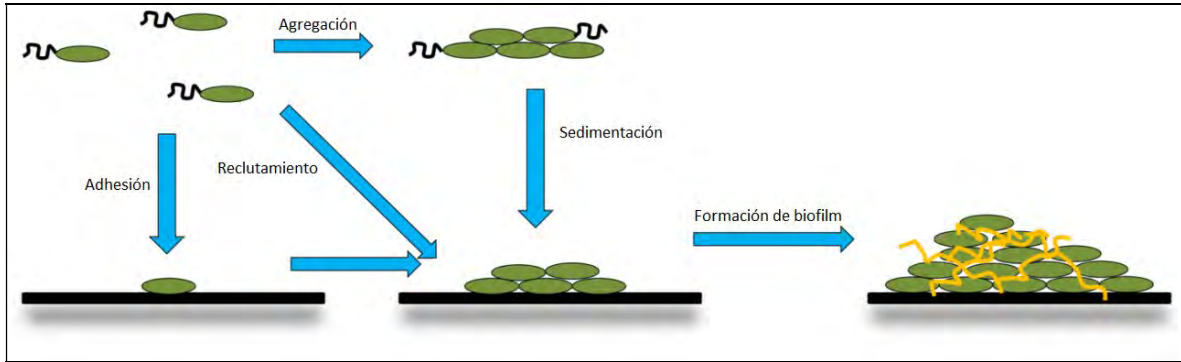 Agregación
Sedimentación
Reclutamiento
Adhesión
Formación de biofilm